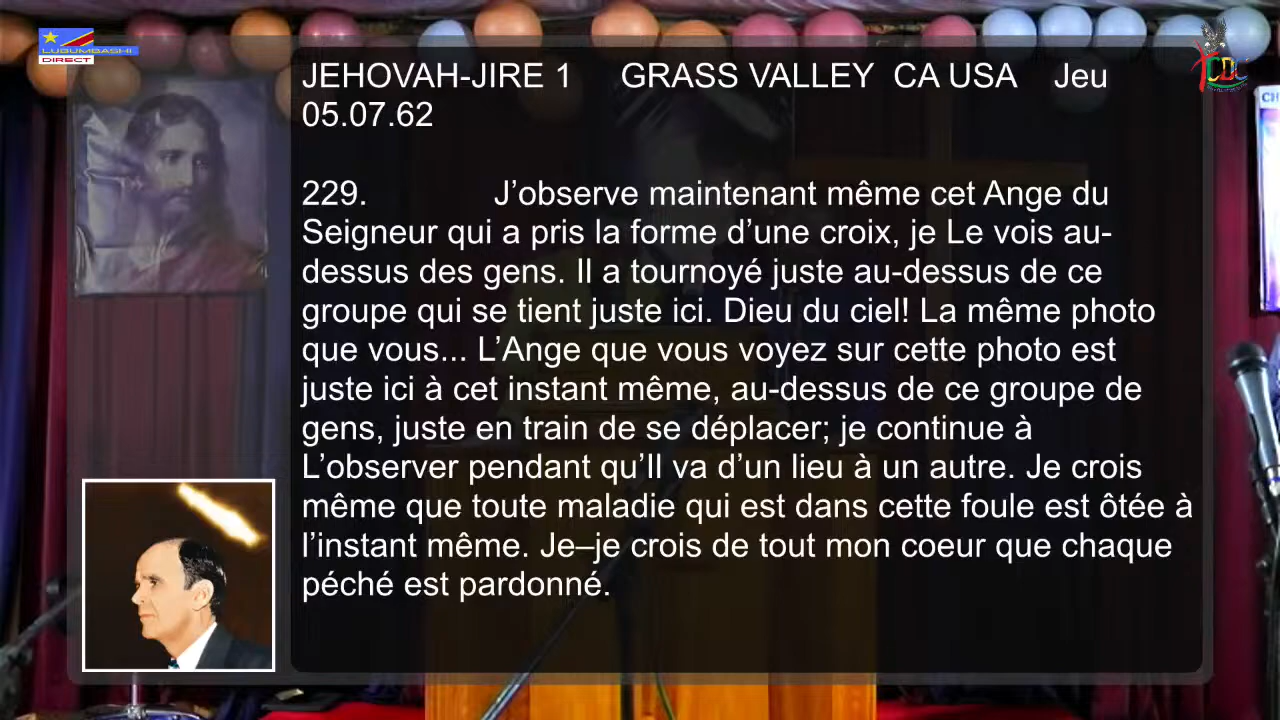 LUBUMBASHI
DIRECT
CDC
CH
JEHOVAH-JIRE 1 GRASS VALLEY CA USA Jeu
05.07.62
229. J’observe maintenant même cet Ange du
Seigneur qui a pris la forme d’une croix, je Le vois au-
dessus des gens. Il a tournoyé juste au-dessus de ce
groupe qui se tient juste ici. Dieu du ciel! La même photo
que vous... L’Ange que vous voyez sur cette photo est
juste ici à cet instant même, au-dessus de ce groupe de
gens, juste en train de se déplacer; je continue à
L’observer pendant qu’Il va d’un lieu à un autre. Je crois
même que toute maladie qui est dans cette foule est ôtée à
l’instant même. Je–je crois de tout mon coeur que chaque
péché est pardonné.